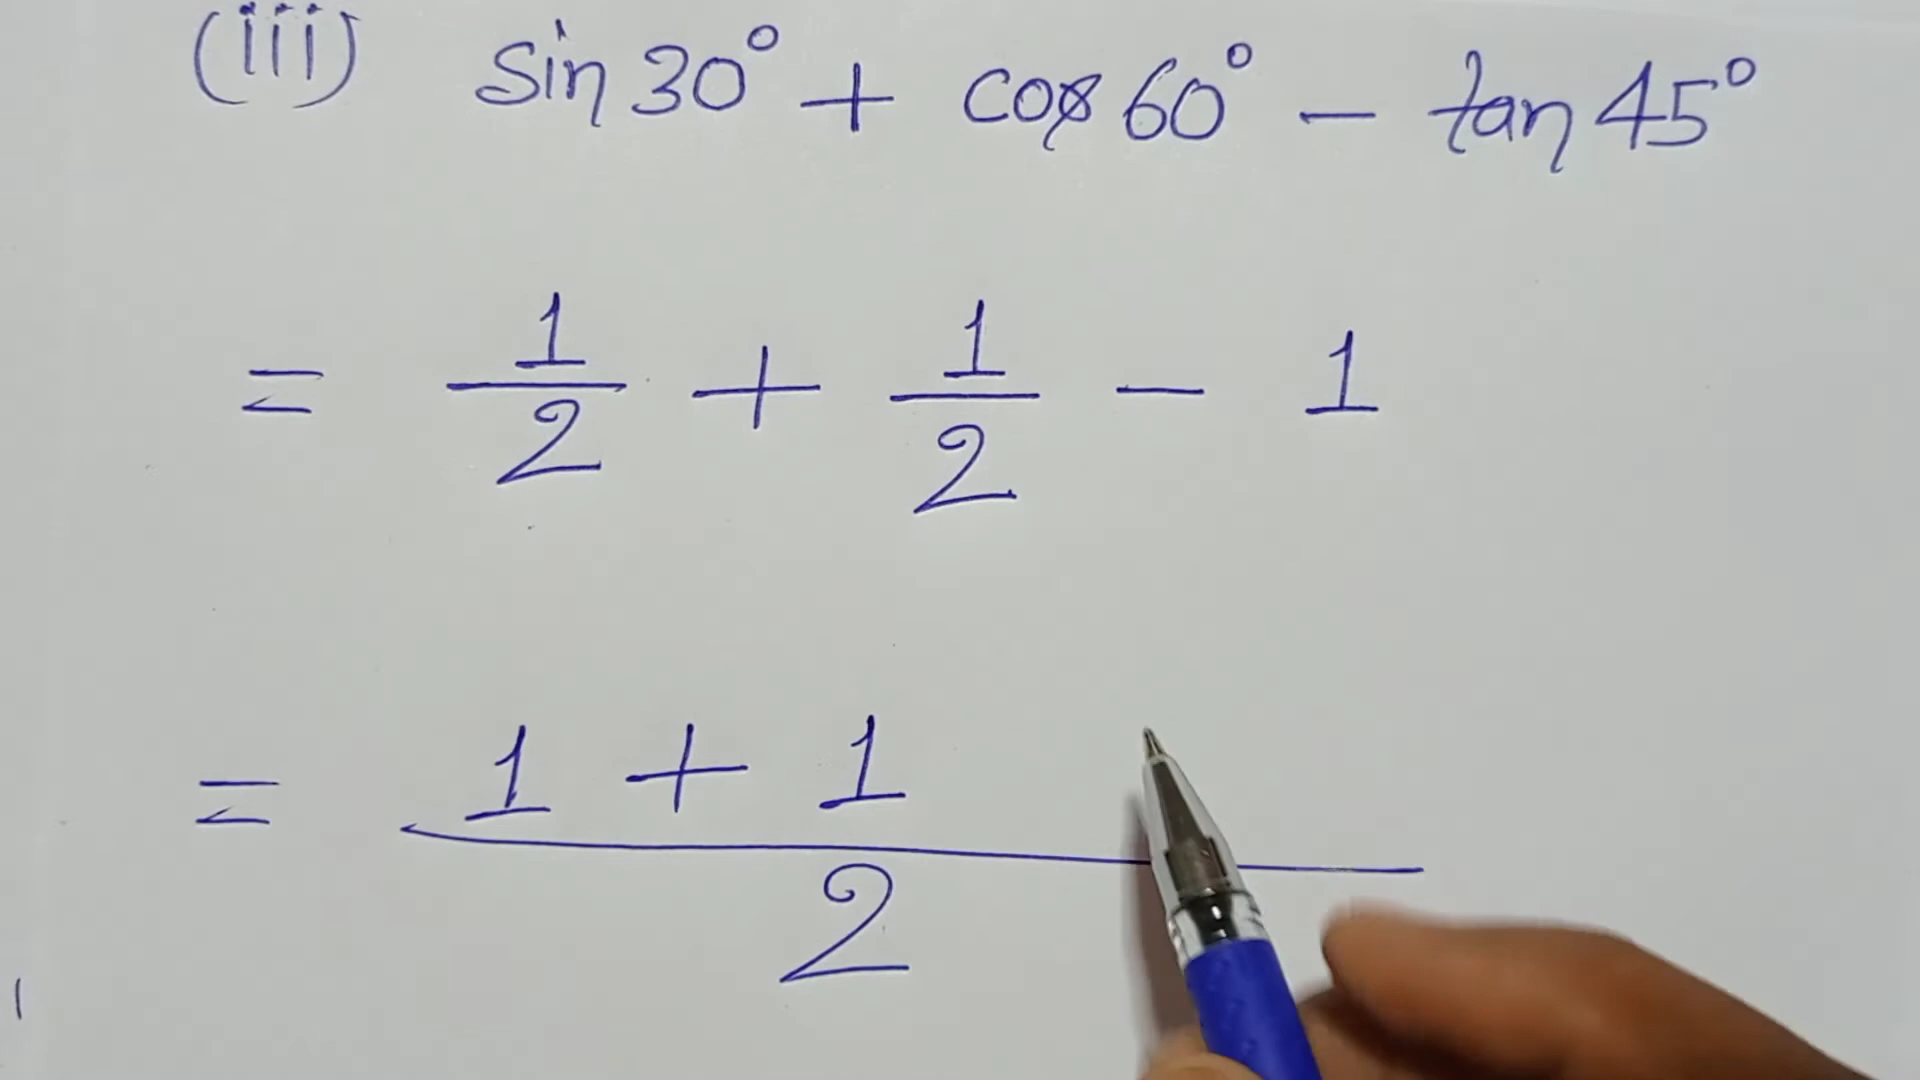 (iii) sin 30° + cos 60° - tan 45°
= 1/2 + 1/2 - 1
= 1 + 1 / 2